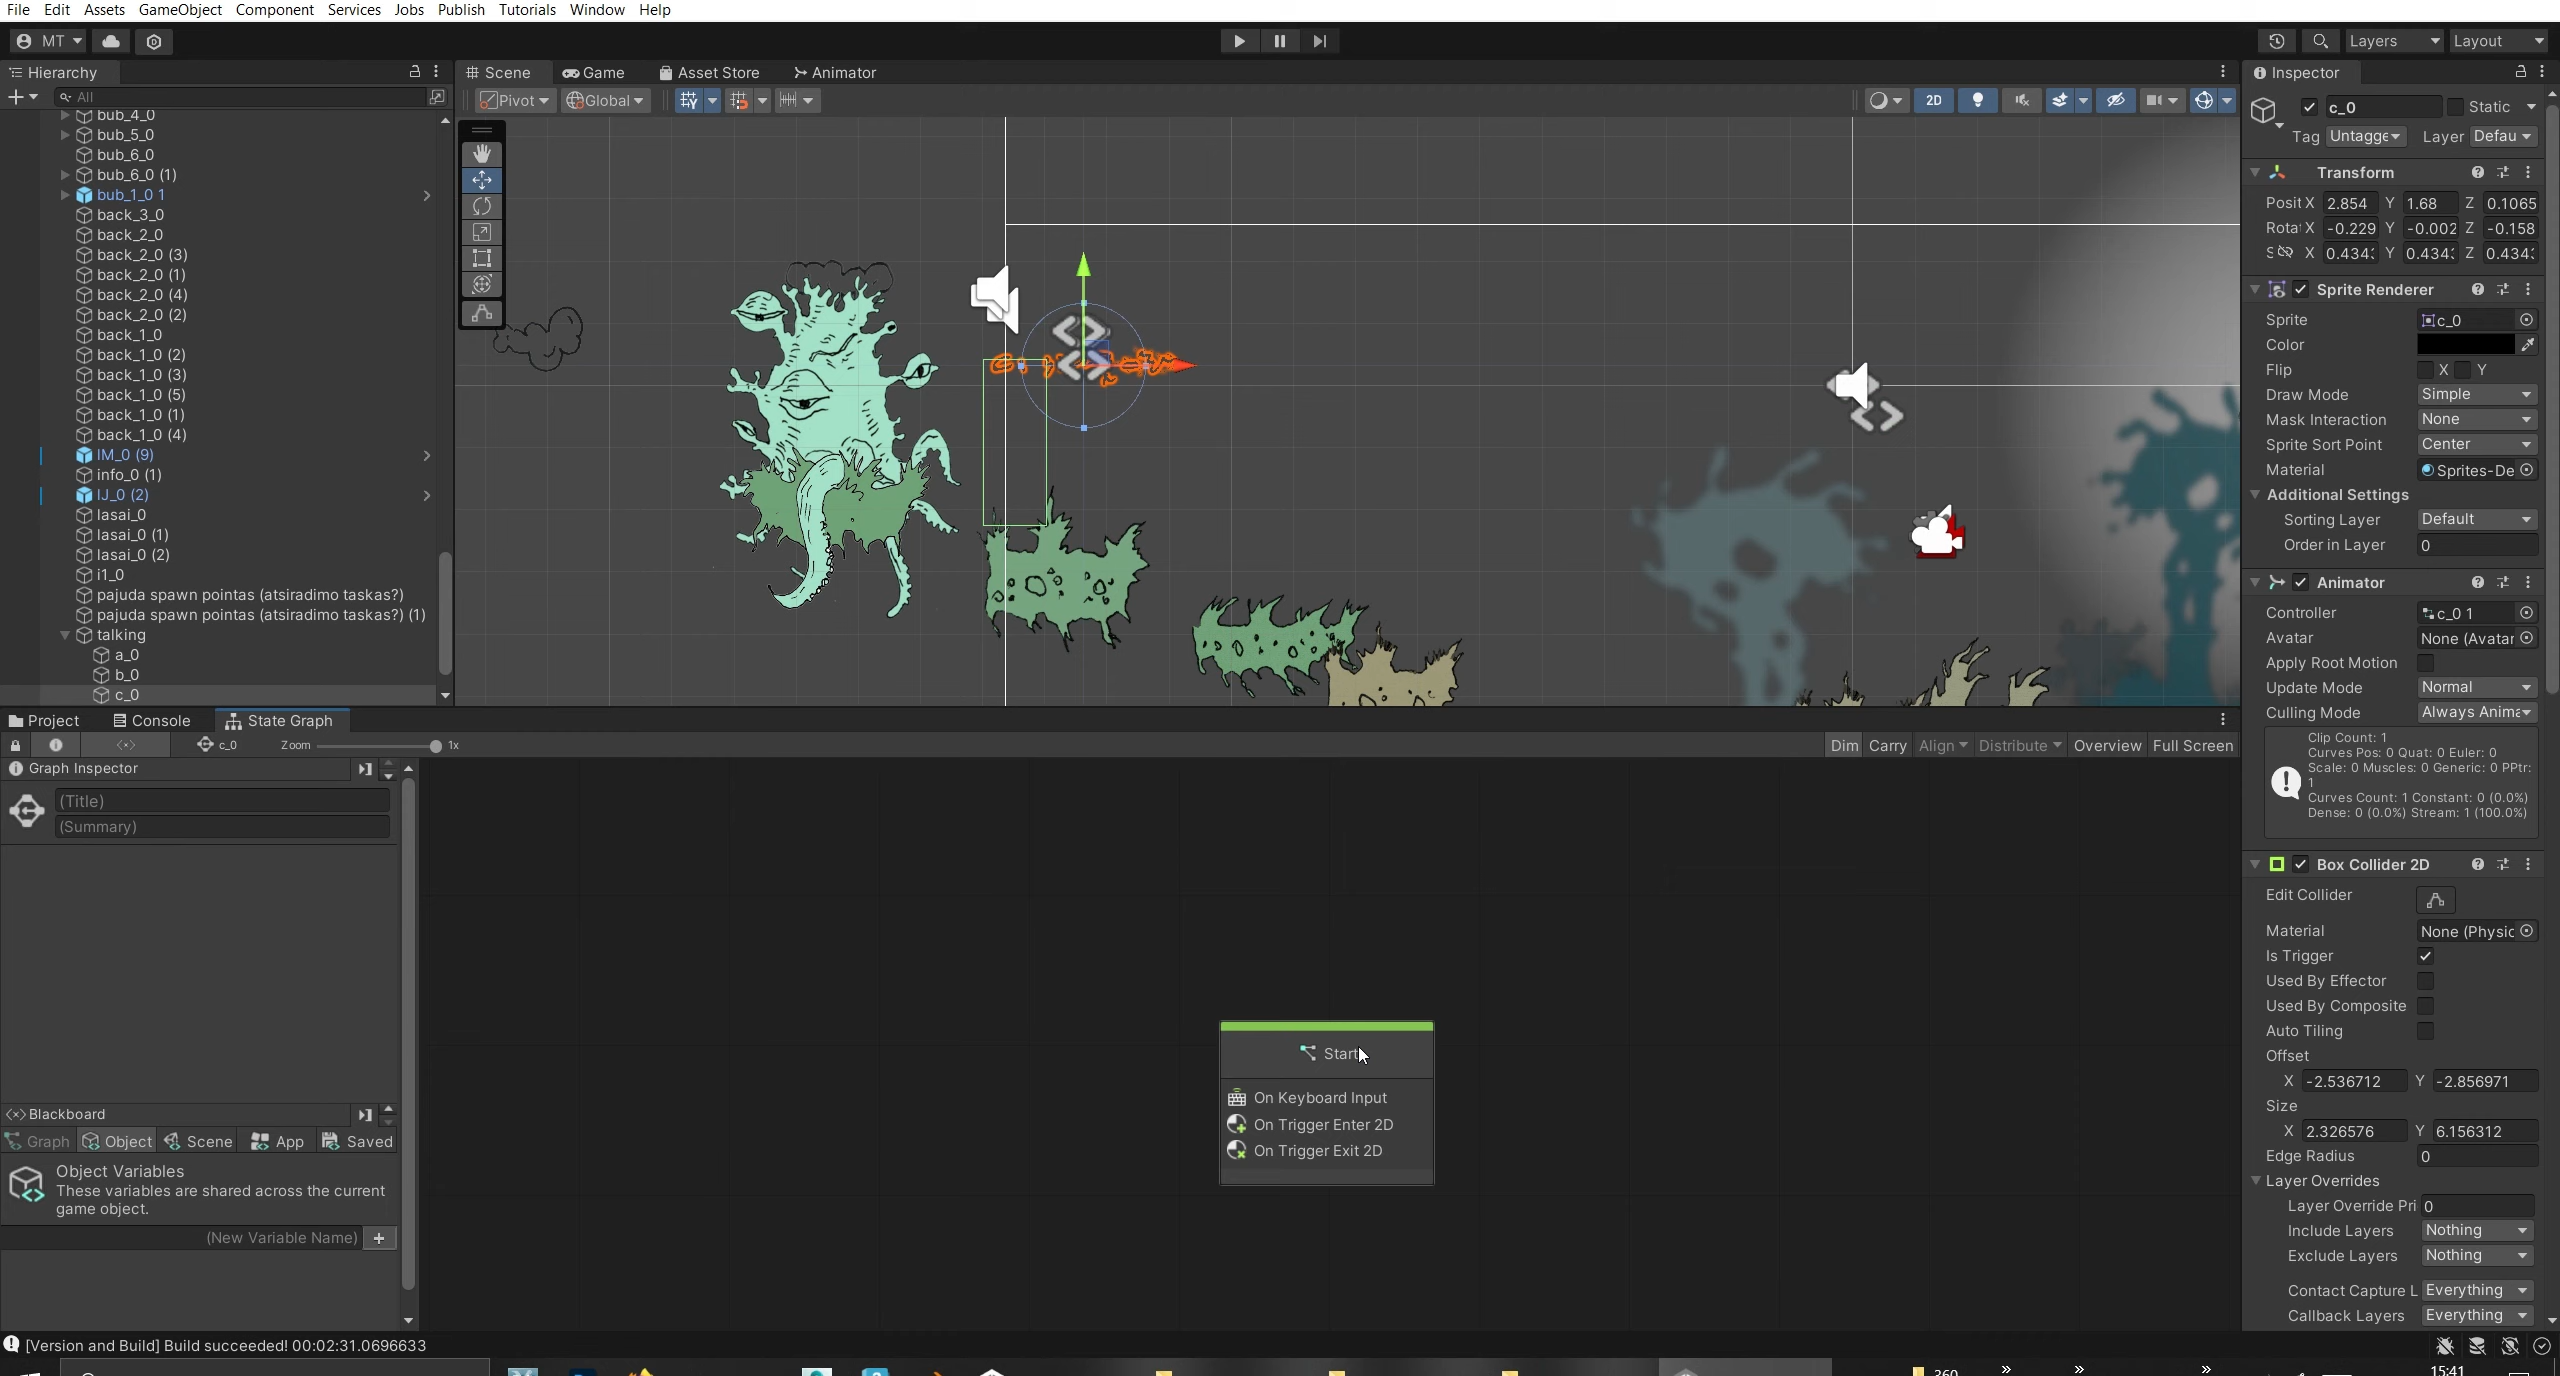 File Edit Assets GameObject Component Services Jobs Publish Tutorials Window Help
MT
Layers Layout
Hierarchy
All
bub_4_0
bub_5_0
bub_6_0
bub_6_0 (1)
bub_1_0 1
back_3_0
back_2_0
back_2_0 (3)
back_2_0 (1)
back_2_0 (4)
back_2_0 (2)
back_1_0
back_1_0 (2)
back_1_0 (3)
back_1_0 (5)
back_1_0 (1)
back_1_0 (4)
IM_0 (9)
info_0 (1)
IJ_0 (2)
lasai_0
lasai_0 (1)
lasai_0 (2)
i1_0
pajuda spawn pointas (atsiradimo taskas?)
pajuda spawn pointas (atsiradimo taskas?) (1)
talking
a_0
b_0
c_0
Scene Game Asset Store Animator
Pivot Global 2D
Project Console State Graph
c_0 Zoom 1x Dim Carry Align Distribute Overview Full Screen
Graph Inspector
(Title)
(Summary)
Blackboard
Graph Object Scene App Saved
Object Variables
These variables are shared across the current
game object.
(New Variable Name)
Start
On Keyboard Input
On Trigger Enter 2D
On Trigger Exit 2D
Inspector
c_0 Static
Tag Untagge Layer Defau
Transform
Posit X 2.854 Y 1.68 Z 0.1065
Rota X -0.229 Y -0.002 Z -0.158
S X 0.434 Y 0.434 Z 0.434
Sprite Renderer
Sprite c_0
Color
Flip X Y
Draw Mode Simple
Mask Interaction None
Sprite Sort Point Center
Material Sprites-De
Additional Settings
Sorting Layer Default
Order in Layer 0
Animator
Controller c_0 1
Avatar None (Avatar
Apply Root Motion
Update Mode Normal
Culling Mode Always Anima
Clip Count: 1
Curves Pos: 0 Quat: 0 Euler: 0
Scale: 0 Muscles: 0 Generic: 0 PPtr:
1
Curves Count: 1 Constant: 0 (0.0%)
Dense: 0 (0.0%) Stream: 1 (100.0%)
Box Collider 2D
Edit Collider
Material None (Physic
Is Trigger
Used By Effector
Used By Composite
Auto Tiling
Offset
X -2.536712 Y -2.856971
Size
X 2.326576 Y 6.156312
Edge Radius 0
Layer Overrides
Layer Override Pri 0
Include Layers Nothing
Exclude Layers Nothing
Contact Capture L Everything
Callback Layers Everything
[Version and Build] Build succeeded! 00:02:31.0696633
360
15:41